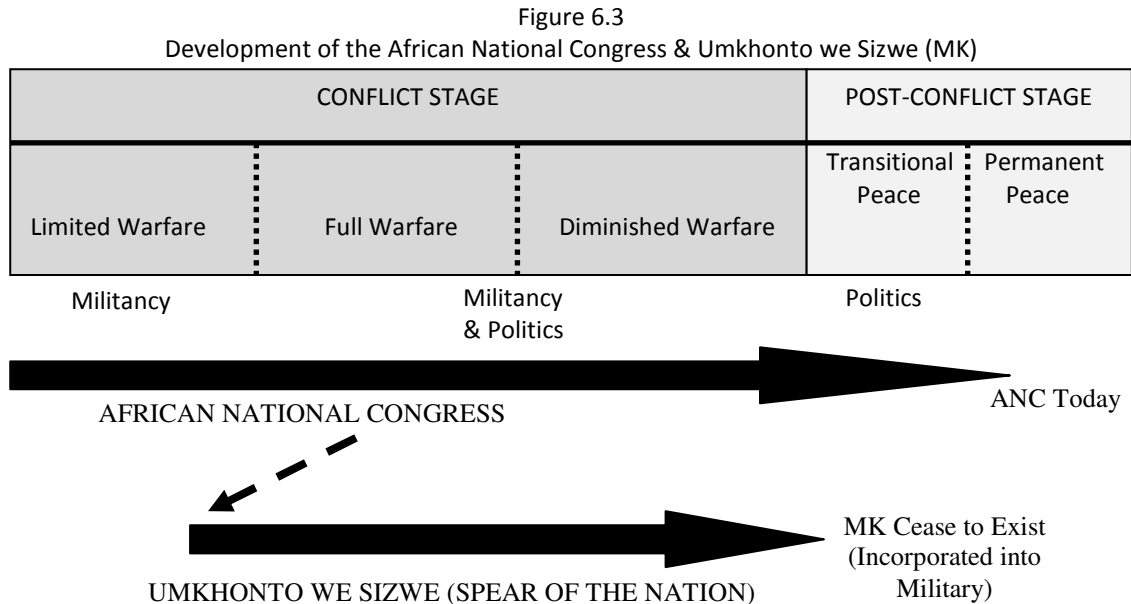 Figure 6.3
Development of the African National Congress & Umkhonto we Sizwe (MK)
CONFLICT STAGE
POST-CONFLICT STAGE
Limited Warfare
Full Warfare
Diminished Warfare
Transitional
Peace
Permanent
Peace
Militancy
Militancy
& Politics
Politics
AFRICAN NATIONAL CONGRESS
ANC Today
UMKHONTO WE SIZWE (SPEAR OF THE NATION)
MK Cease to Exist
(Incorporated into
Military)